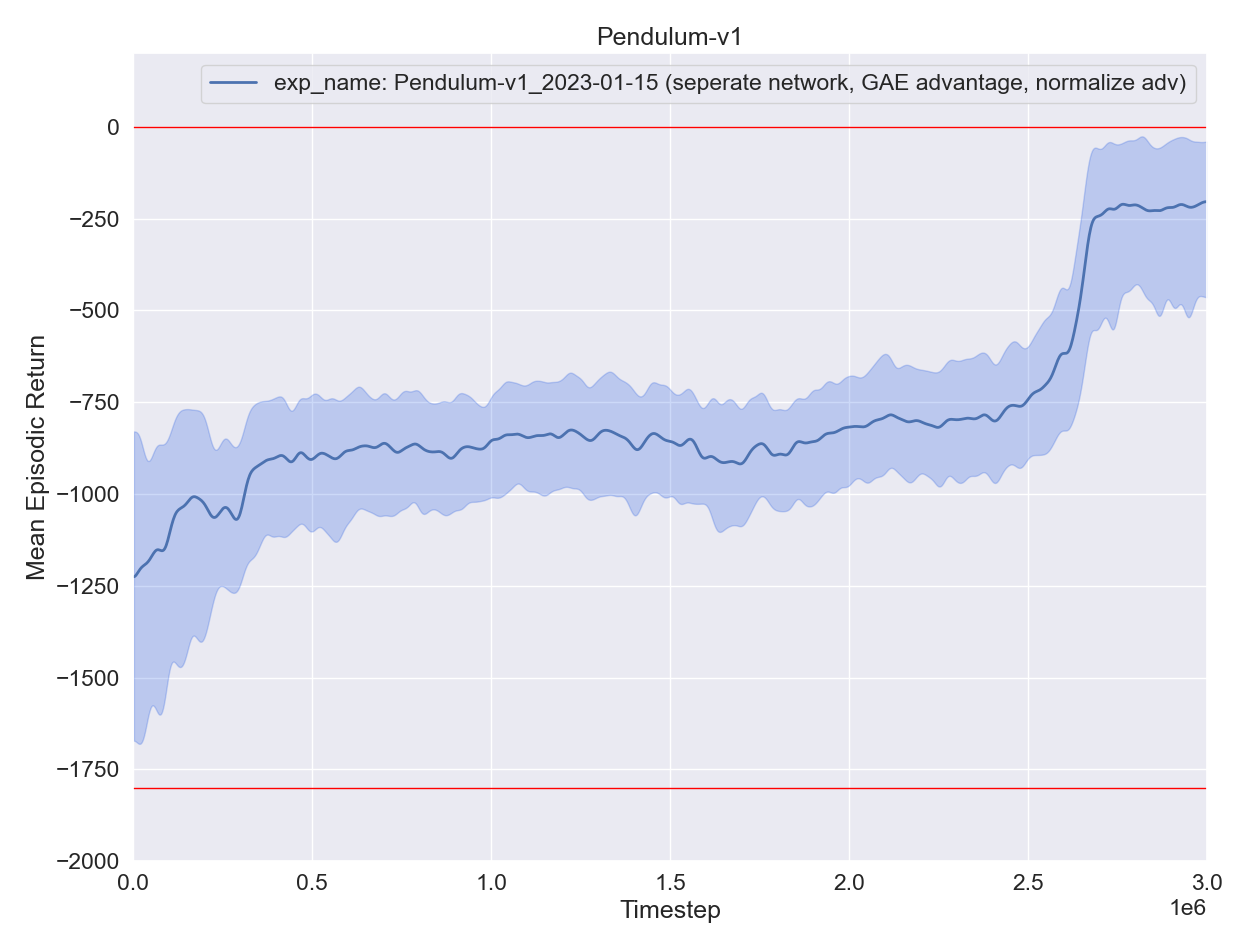 Pendulum-v1
exp_name: Pendulum-v1_2023-01-15 (seperate network, GAE advantage, normalize adv)
0
−250
−500
−750
−1000
−1250
−1500
−1750
−2000
Mean Episodic Return
0.0 0.5 1.0 1.5 2.0 2.5 3.0
Timestep
1e6